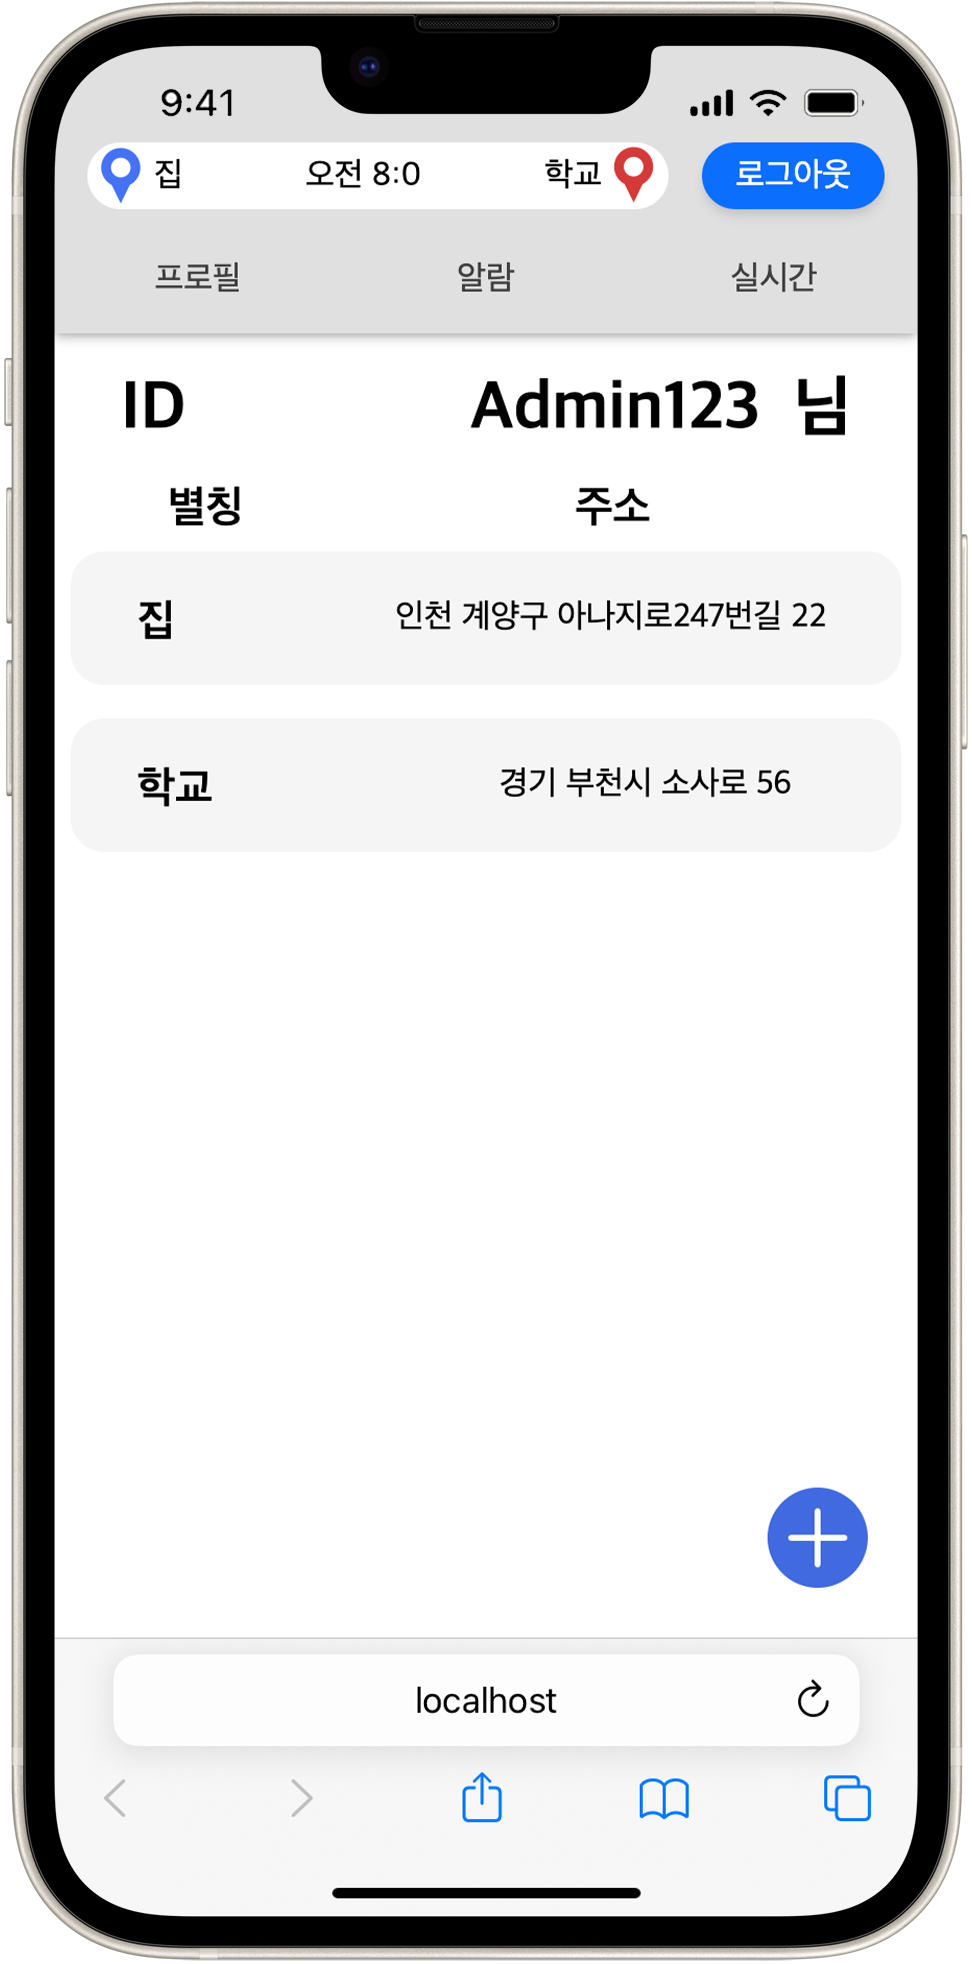 9:41
집 오전 8:0 학교 로그아웃
프로필 알람 실시간
ID Admin123 님
별칭 주소
집 인천 계양구 아나지로247번길 22
학교 경기 부천시 소사로 56
localhost